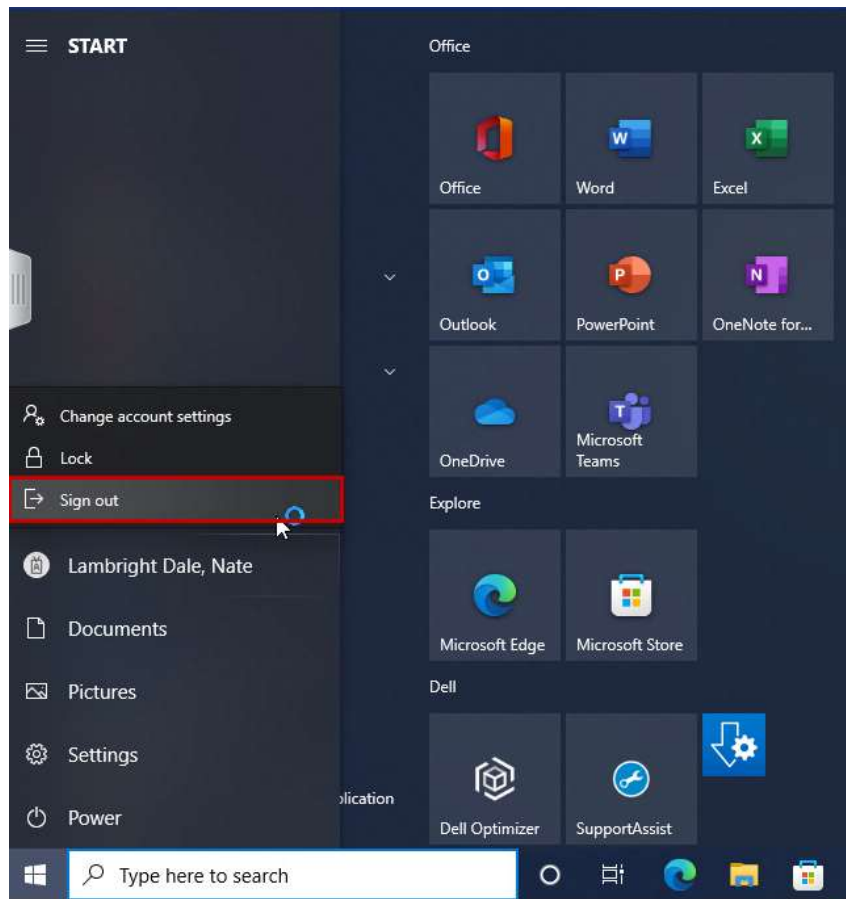 START
Change account settings
Lock
Sign out
Lambright Dale, Nate
Documents
Pictures
Settings
Power
plication
Office
Office
Word
Excel
Outlook
PowerPoint
OneNote for...
OneDrive
Microsoft
Teams
Explore
Microsoft Edge
Microsoft Store
Dell
Dell Optimizer
SupportAssist
Type here to search